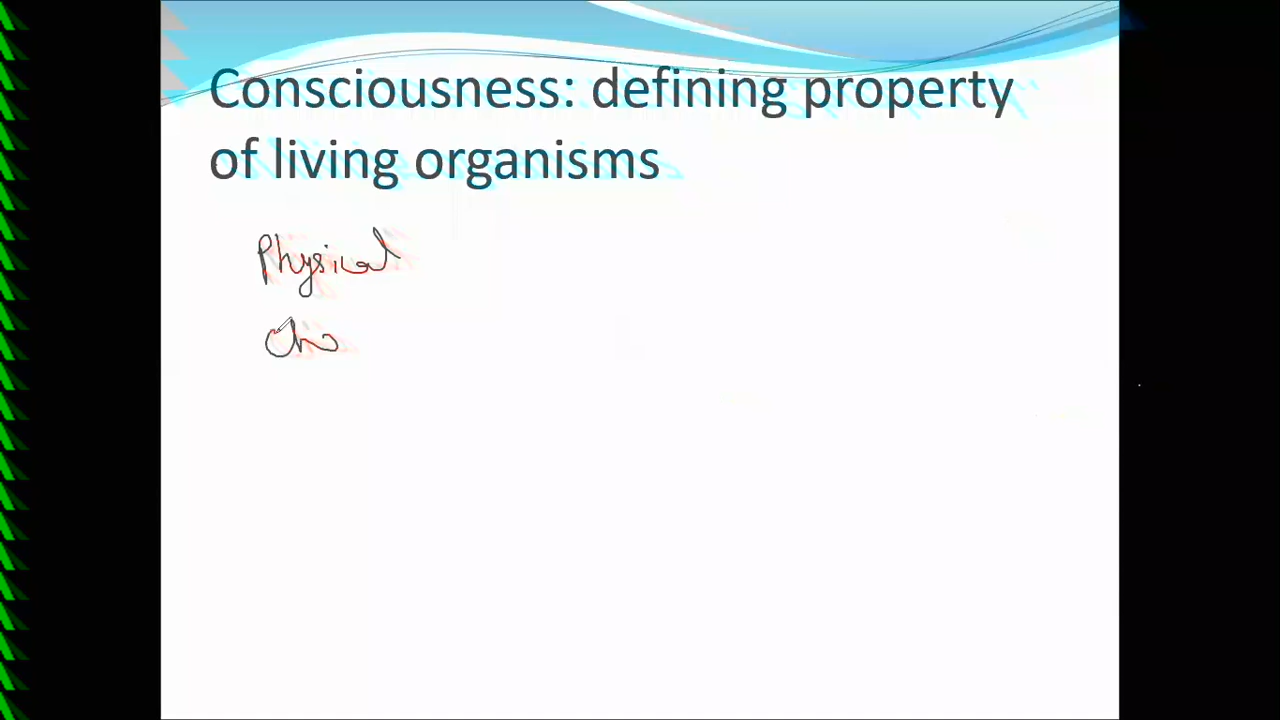 Consciousness: defining property
of living organisms
Physical